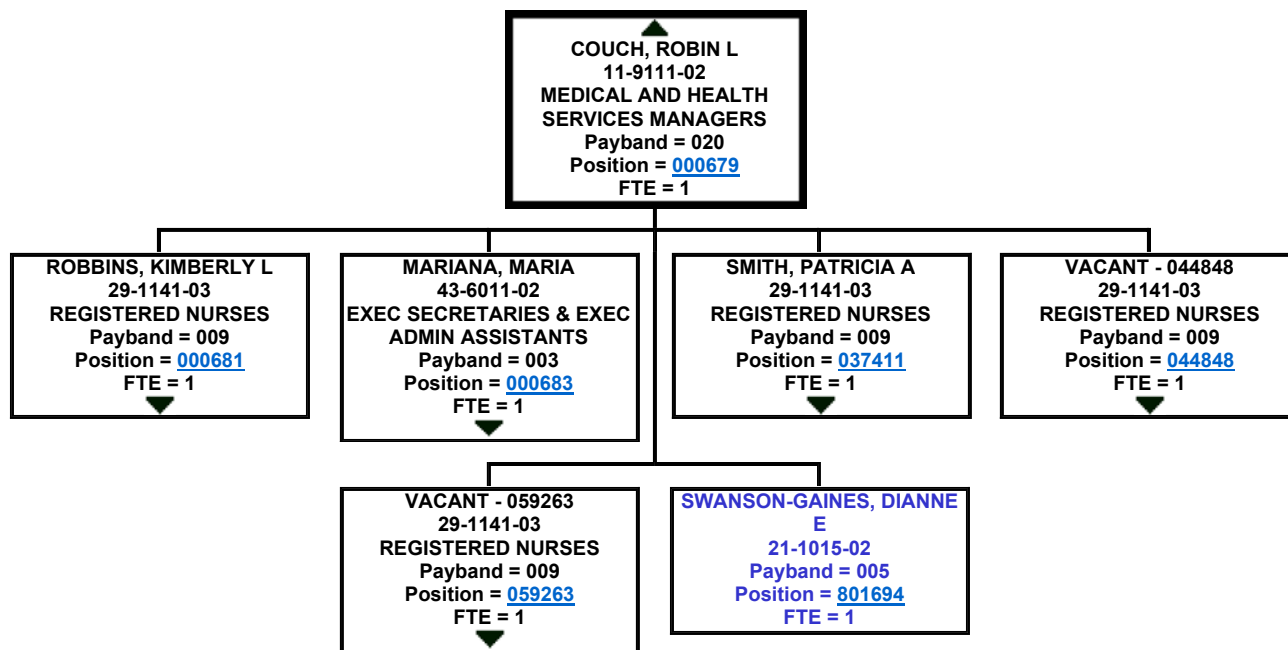 COUCH, ROBIN L
11-9111-02
MEDICAL AND HEALTH
SERVICES MANAGERS
Payband = 020
Position = 000679
FTE = 1
ROBBINS, KIMBERLY L
29-1141-03
REGISTERED NURSES
Payband = 009
Position = 000681
FTE = 1
MARIANA, MARIA
43-6011-02
EXEC SECRETARIES & EXEC
ADMIN ASSISTANTS
Payband = 003
Position = 000683
FTE = 1
SMITH, PATRICIA A
29-1141-03
REGISTERED NURSES
Payband = 009
Position = 037411
FTE = 1
VACANT - 044848
29-1141-03
REGISTERED NURSES
Payband = 009
Position = 044848
FTE = 1
VACANT - 059263
29-1141-03
REGISTERED NURSES
Payband = 009
Position = 059263
FTE = 1
SWANSON-GAINES, DIANNE
E
21-1015-02
Payband = 005
Position = 801694
FTE = 1